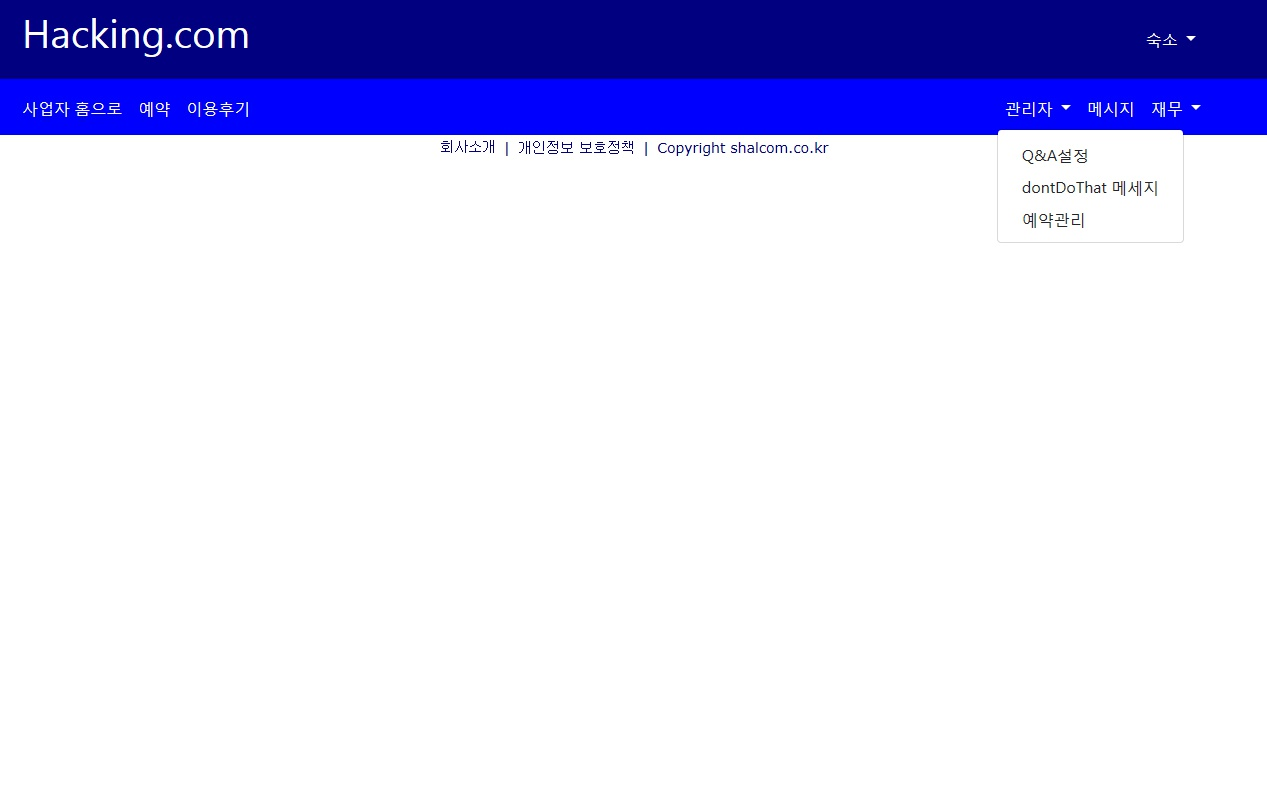 Hacking.com
숙소
사업자 홈으로 예약 이용후기 관리자 메시지 재무
회사소개 | 개인정보 보호정책 | Copyright shalcom.co.kr
Q&A설정
dontDoThat 메세지
예약관리